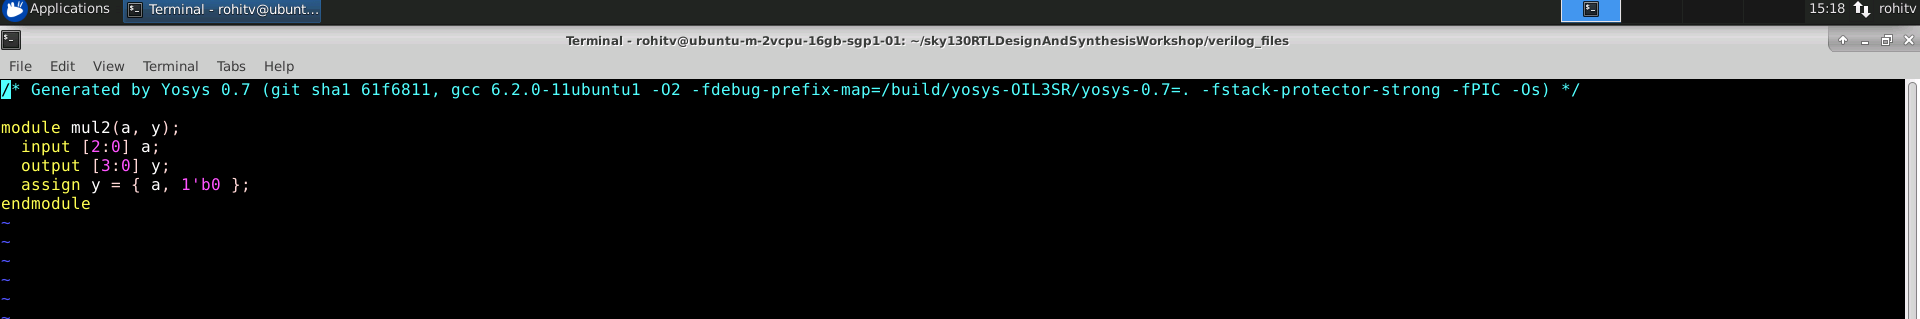 Applications Terminal - rohitv@ubunt... 15:18 rohitv
Terminal - rohitv@ubuntu-m-2vcpu-16gb-sgp1-01: ~/sky130RTLDesignAndSynthesisWorkshop/verilog_files
File Edit View Terminal Tabs Help
/* Generated by Yosys 0.7 (git sha1 61f6811, gcc 6.2.0-11ubuntu1 -O2 -fdebug-prefix-map=/build/yosys-OIL3SR/yosys-0.7=. -fstack-protector-strong -fPIC -Os) */
module mul2(a, y);
  input [2:0] a;
  output [3:0] y;
  assign y = { a, 1'b0 };
endmodule
~
~
~
~
~
~